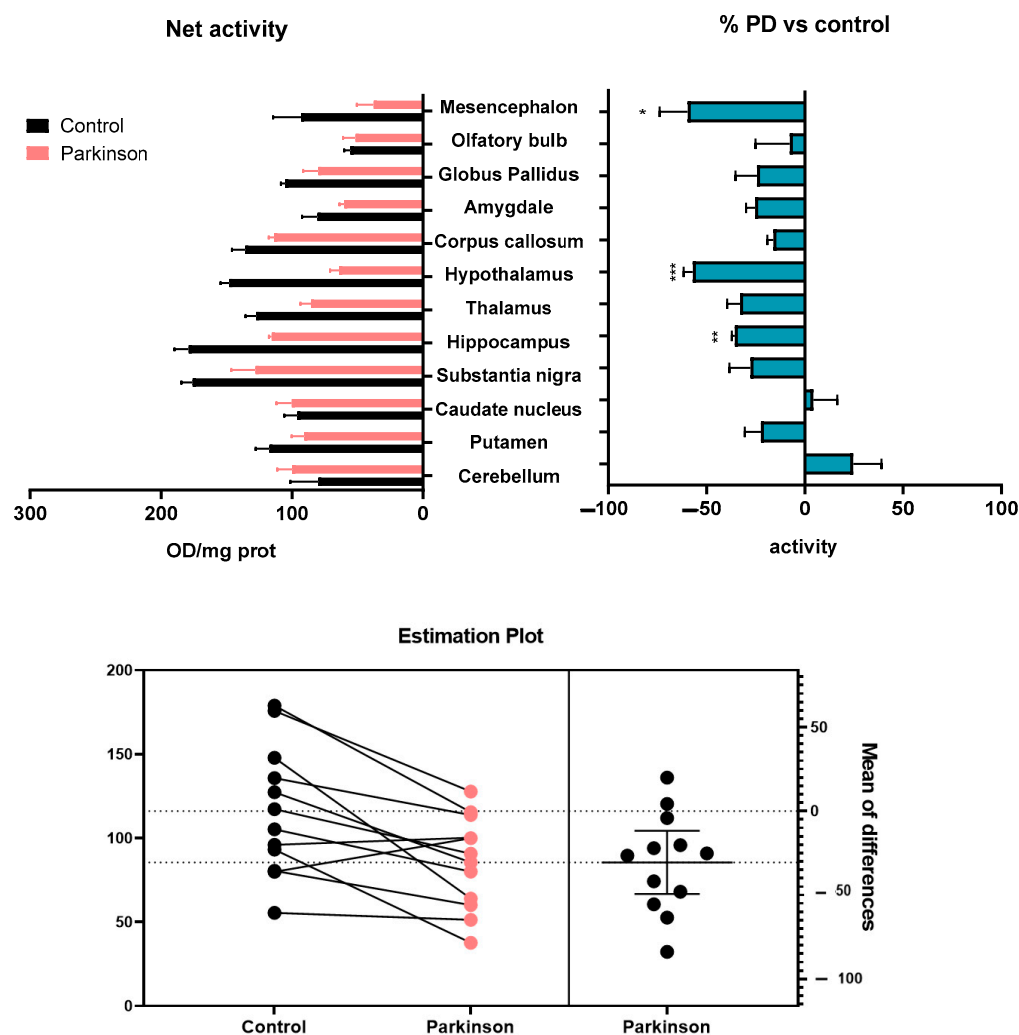 Net activity
% PD vs control
Control
Parkinson
Mesencephalon
Olfatory bulb
Globus Pallidus
Amygdale
Corpus callosum
Hypothalamus
Thalamus
Hippocampus
Substantia nigra
Caudate nucleus
Putamen
Cerebellum
*
***
**
300 200 100 0
OD/mg prot
−100 −50 0 50 100
activity
Estimation Plot
200
150
100
50
0
Control Parkinson Parkinson
50
0
− 50
− 100
Mean of differences